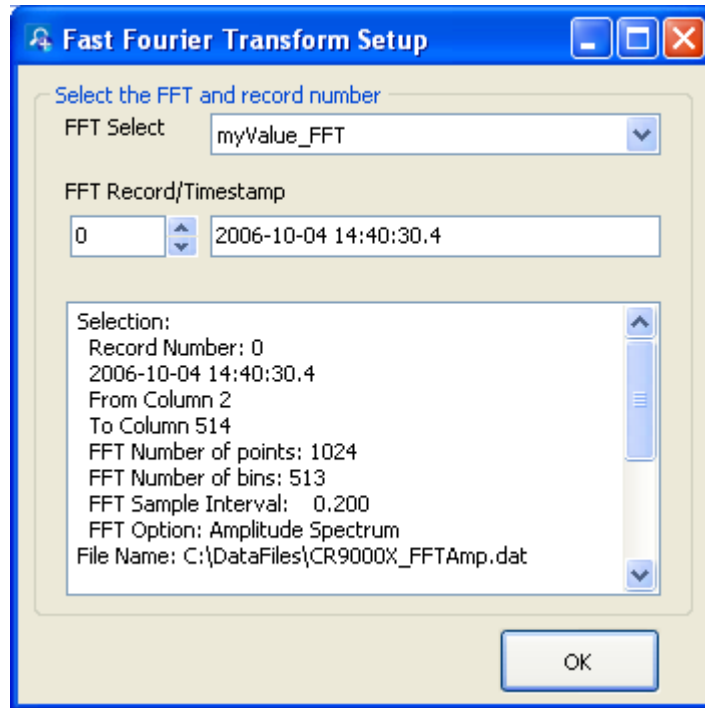 Fast Fourier Transform Setup
Select the FFT and record number
FFT Select myValue_FFT
FFT Record/Timestamp
0 2006-10-04 14:40:30.4
Selection:
Record Number: 0
2006-10-04 14:40:30.4
From Column 2
To Column 514
FFT Number of points: 1024
FFT Number of bins: 513
FFT Sample Interval: 0.200
FFT Option: Amplitude Spectrum
File Name: C:\DataFiles\CR9000X_FFTAmp.dat
OK